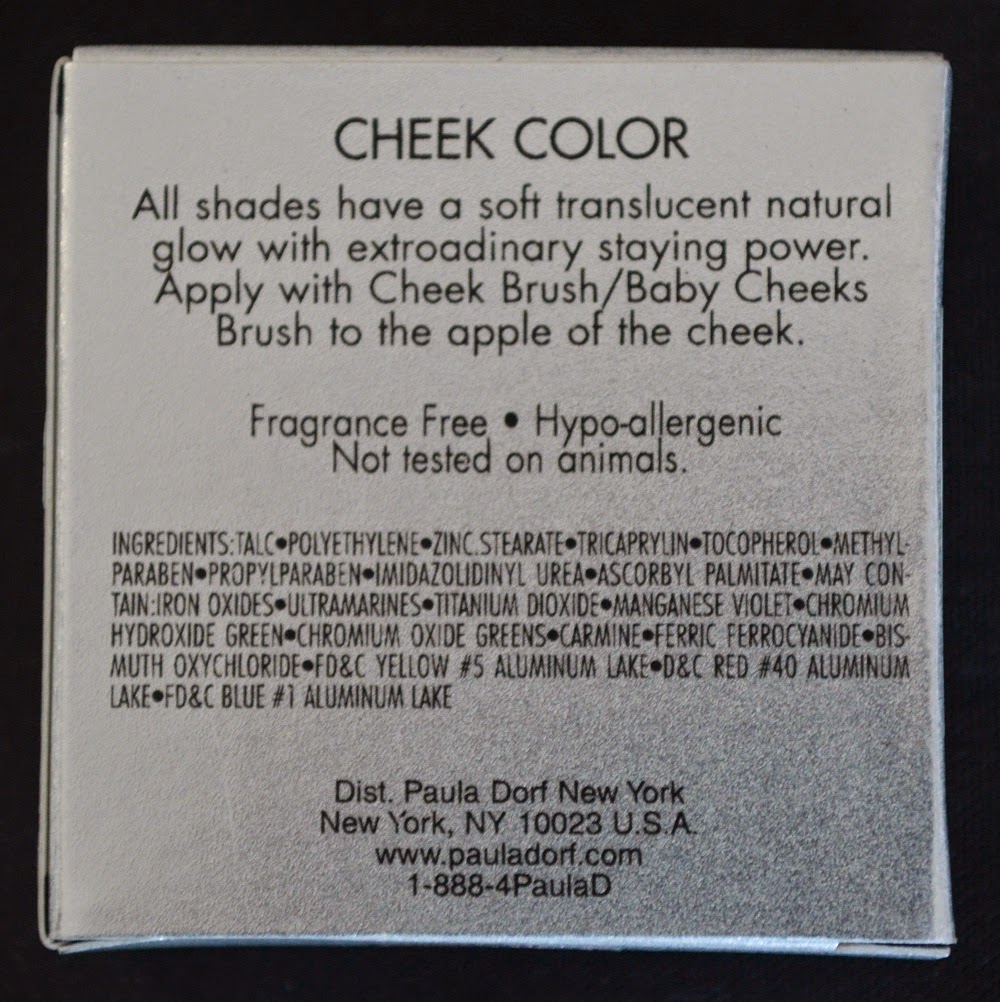 CHEEK COLOR
All shades have a soft translucent natural
glow with extroadinary staying power.
Apply with Cheek Brush/Baby Cheeks
Brush to the apple of the cheek.
Fragrance Free • Hypo-allergenic
Not tested on animals.
INGREDIENTS:TALC•POLYETHYLENE•ZINC.STEARATE•TRICAPRYLIN•TOCOPHEROL•METHYL-
PARABEN•PROPYLPARABEN•IMIDAZOLIDINYL UREA•ASCORBYL PALMITATE•MAY CON-
TAIN:IRON OXIDES•ULTRAMARINES•TITANIUM DIOXIDE•MANGANESE VIOLET•CHROMIUM
HYDROXIDE GREEN•CHROMIUM OXIDE GREENS•CARMINE•FERRIC FERROCYANIDE•BIS-
MUTH OXYCHLORIDE•FD&C YELLOW #5 ALUMINUM LAKE•D&C RED #40 ALUMINUM
LAKE•FD&C BLUE #1 ALUMINUM LAKE
Dist. Paula Dorf New York
New York, NY 10023 U.S.A.
www.pauladorf.com
1-888-4PaulaD